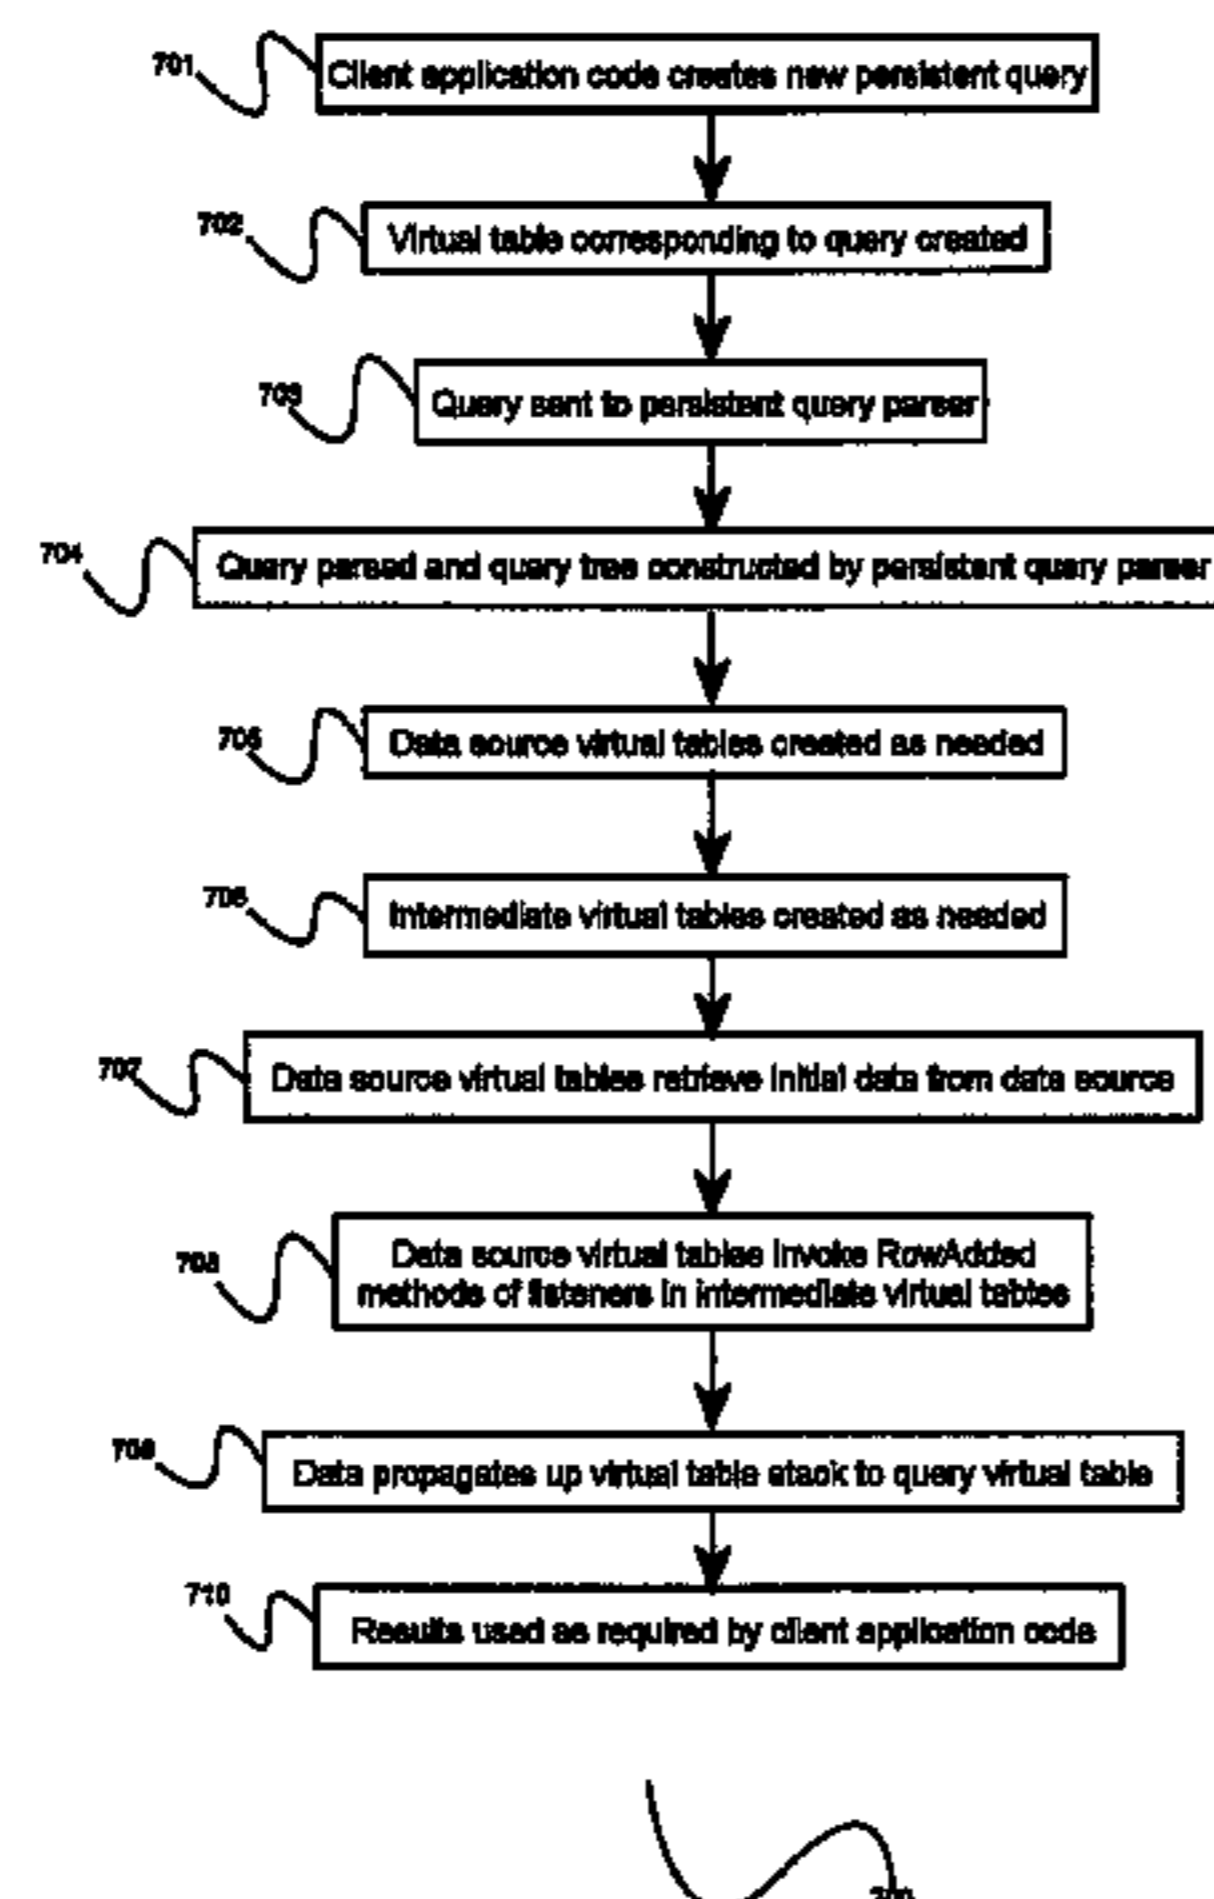 701
Client application code creates new persistent query
702
Virtual table corresponding to query created
703
Query sent to persistent query parser
704
Query parsed and query tree constructed by persistent query parser
705
Data source virtual tables created as needed
706
Intermediate virtual tables created as needed
707
Data source virtual tables retrieve initial data from data source
708
Data source virtual tables invoke RowAdded
methods of listeners in intermediate virtual tables
709
Data propagates up virtual table stack to query virtual table
710
Results used as required by client application code